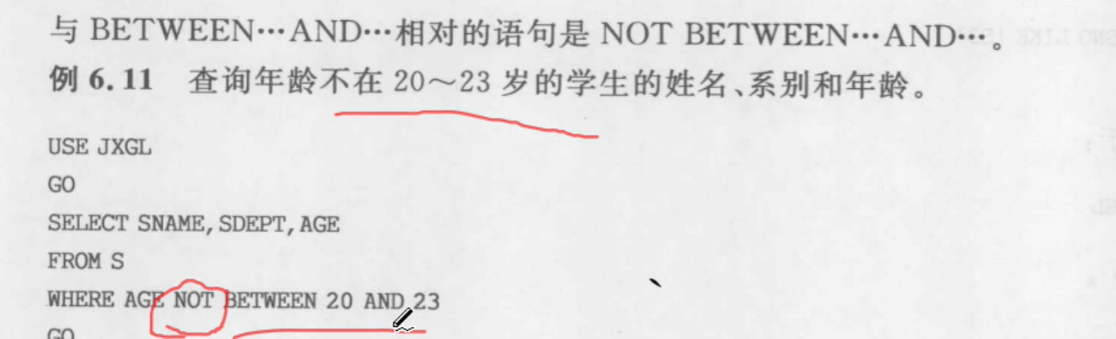 与 BETWEEN…AND…相对的语句是 NOT BETWEEN…AND…。
例 6.11 查询年龄不在 20～23 岁的学生的姓名、系别和年龄。
USE JXGL
GO
SELECT SNAME,SDEPT,AGE
FROM S
WHERE AGE NOT BETWEEN 20 AND 23
GO